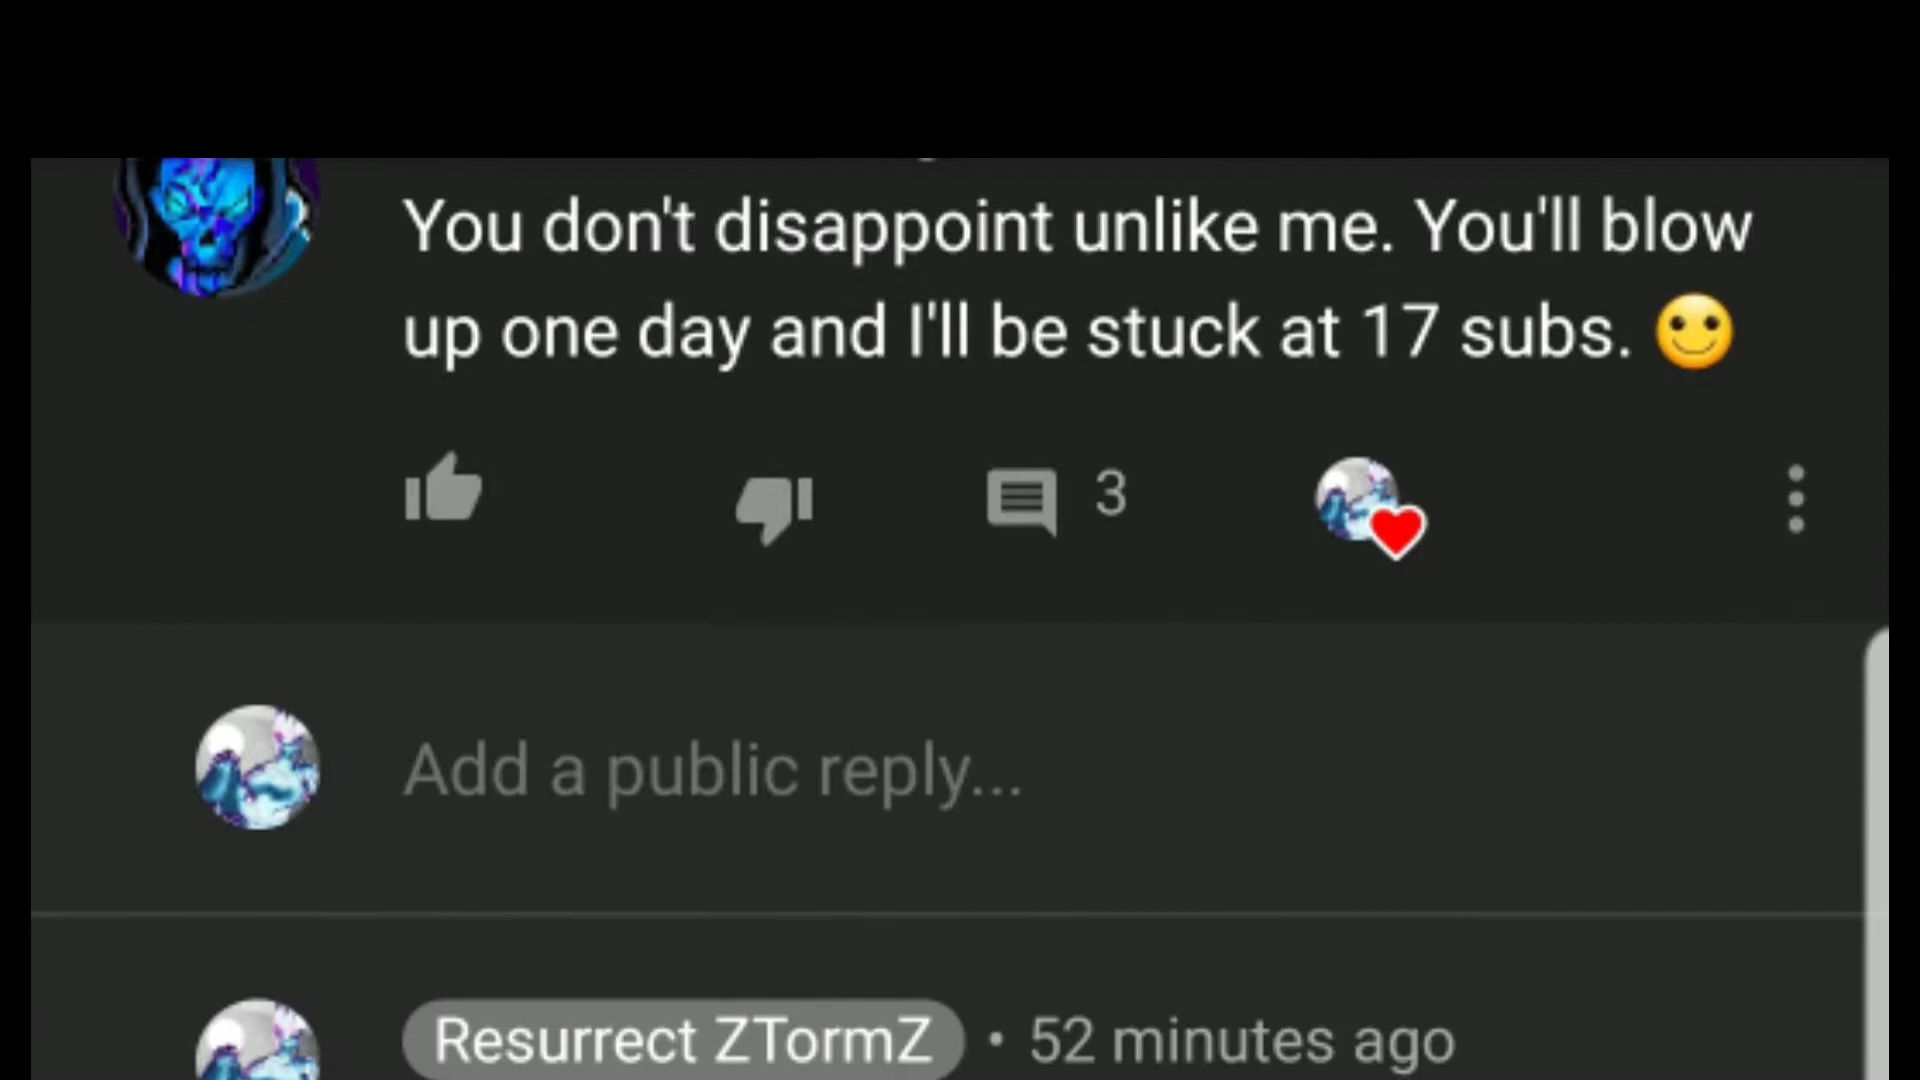 You don't disappoint unlike me. You'll blow
up one day and I'll be stuck at 17 subs. 🙂
3
Add a public reply...
Resurrect ZTormZ • 52 minutes ago